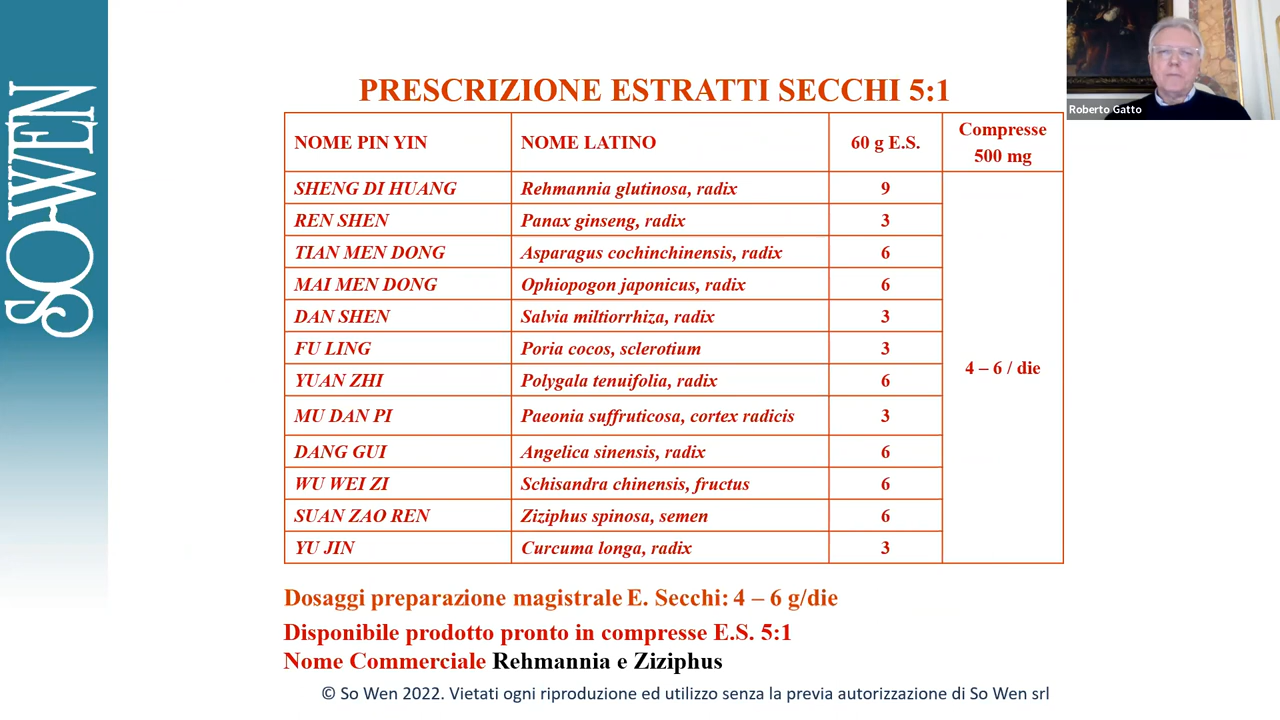 SO-WEN
Roberto Gatto
PRESCRIZIONE ESTRATTI SECCHI 5:1
NOME PIN YIN NOME LATINO 60 g E.S. Compresse 500 mg
SHENG DI HUANG Rehmannia glutinosa, radix 9
REN SHEN Panax ginseng, radix 3
TIAN MEN DONG Asparagus cochinchinensis, radix 6
MAI MEN DONG Ophiopogon japonicus, radix 6
DAN SHEN Salvia miltiorrhiza, radix 3
FU LING Poria cocos, sclerotium 3
4 – 6 / die
YUAN ZHI Polygala tenuifolia, radix 6
MU DAN PI Paeonia suffruticosa, cortex radicis 3
DANG GUI Angelica sinensis, radix 6
WU WEI ZI Schisandra chinensis, fructus 6
SUAN ZAO REN Ziziphus spinosa, semen 6
YU JIN Curcuma longa, radix 3
Dosaggi preparazione magistrale E. Secchi: 4 – 6 g/die
Disponibile prodotto pronto in compresse E.S. 5:1
Nome Commerciale Rehmannia e Ziziphus
© So Wen 2022. Vietati ogni riproduzione ed utilizzo senza la previa autorizzazione di So Wen srl